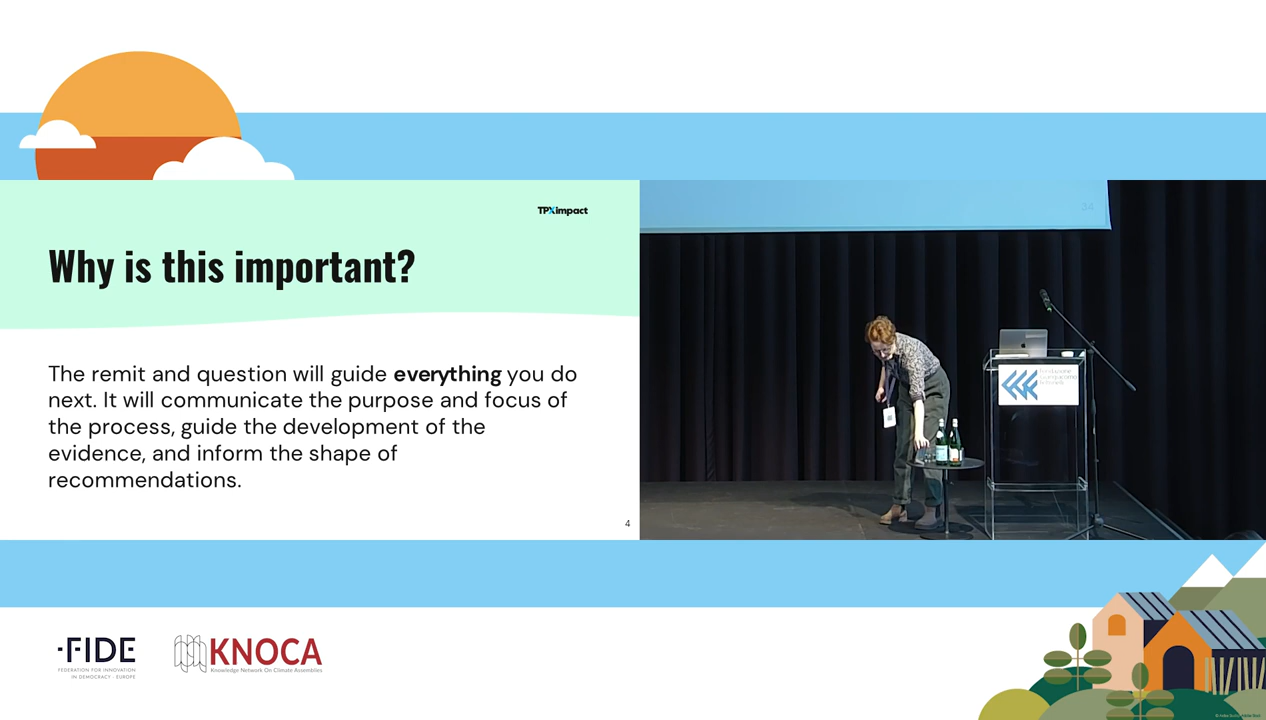 TPXimpact
Why is this important?
The remit and question will guide everything you do
next. It will communicate the purpose and focus of
the process, guide the development of the
evidence, and inform the shape of
recommendations.
4
24
FIDE
FEDERATION FOR INNOVATION
IN DEMOCRACY - EUROPE
KNOCA
Knowledge Network On Climate Assemblies